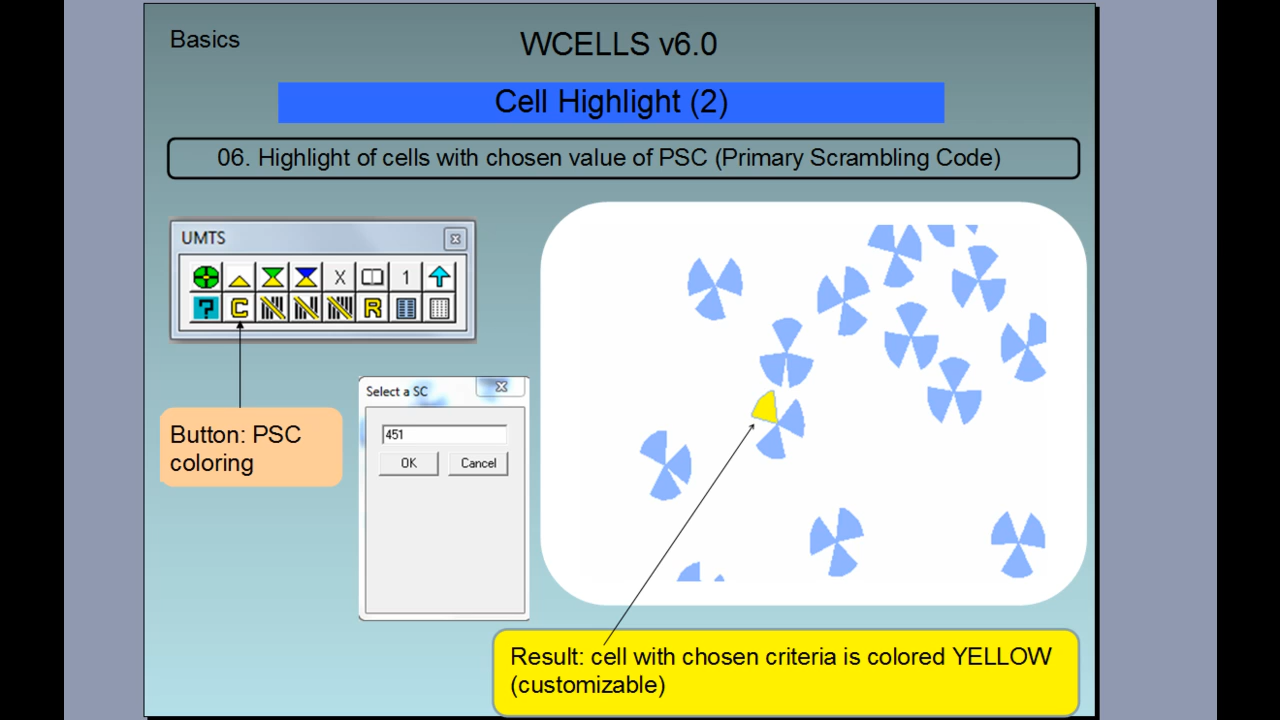 Basics
WCELLS v6.0
Cell Highlight (2)
06. Highlight of cells with chosen value of PSC (Primary Scrambling Code)
UMTS
X
1
?
C
R
Button: PSC
coloring
Select a SC
451
OK
Cancel
Result: cell with chosen criteria is colored YELLOW
(customizable)